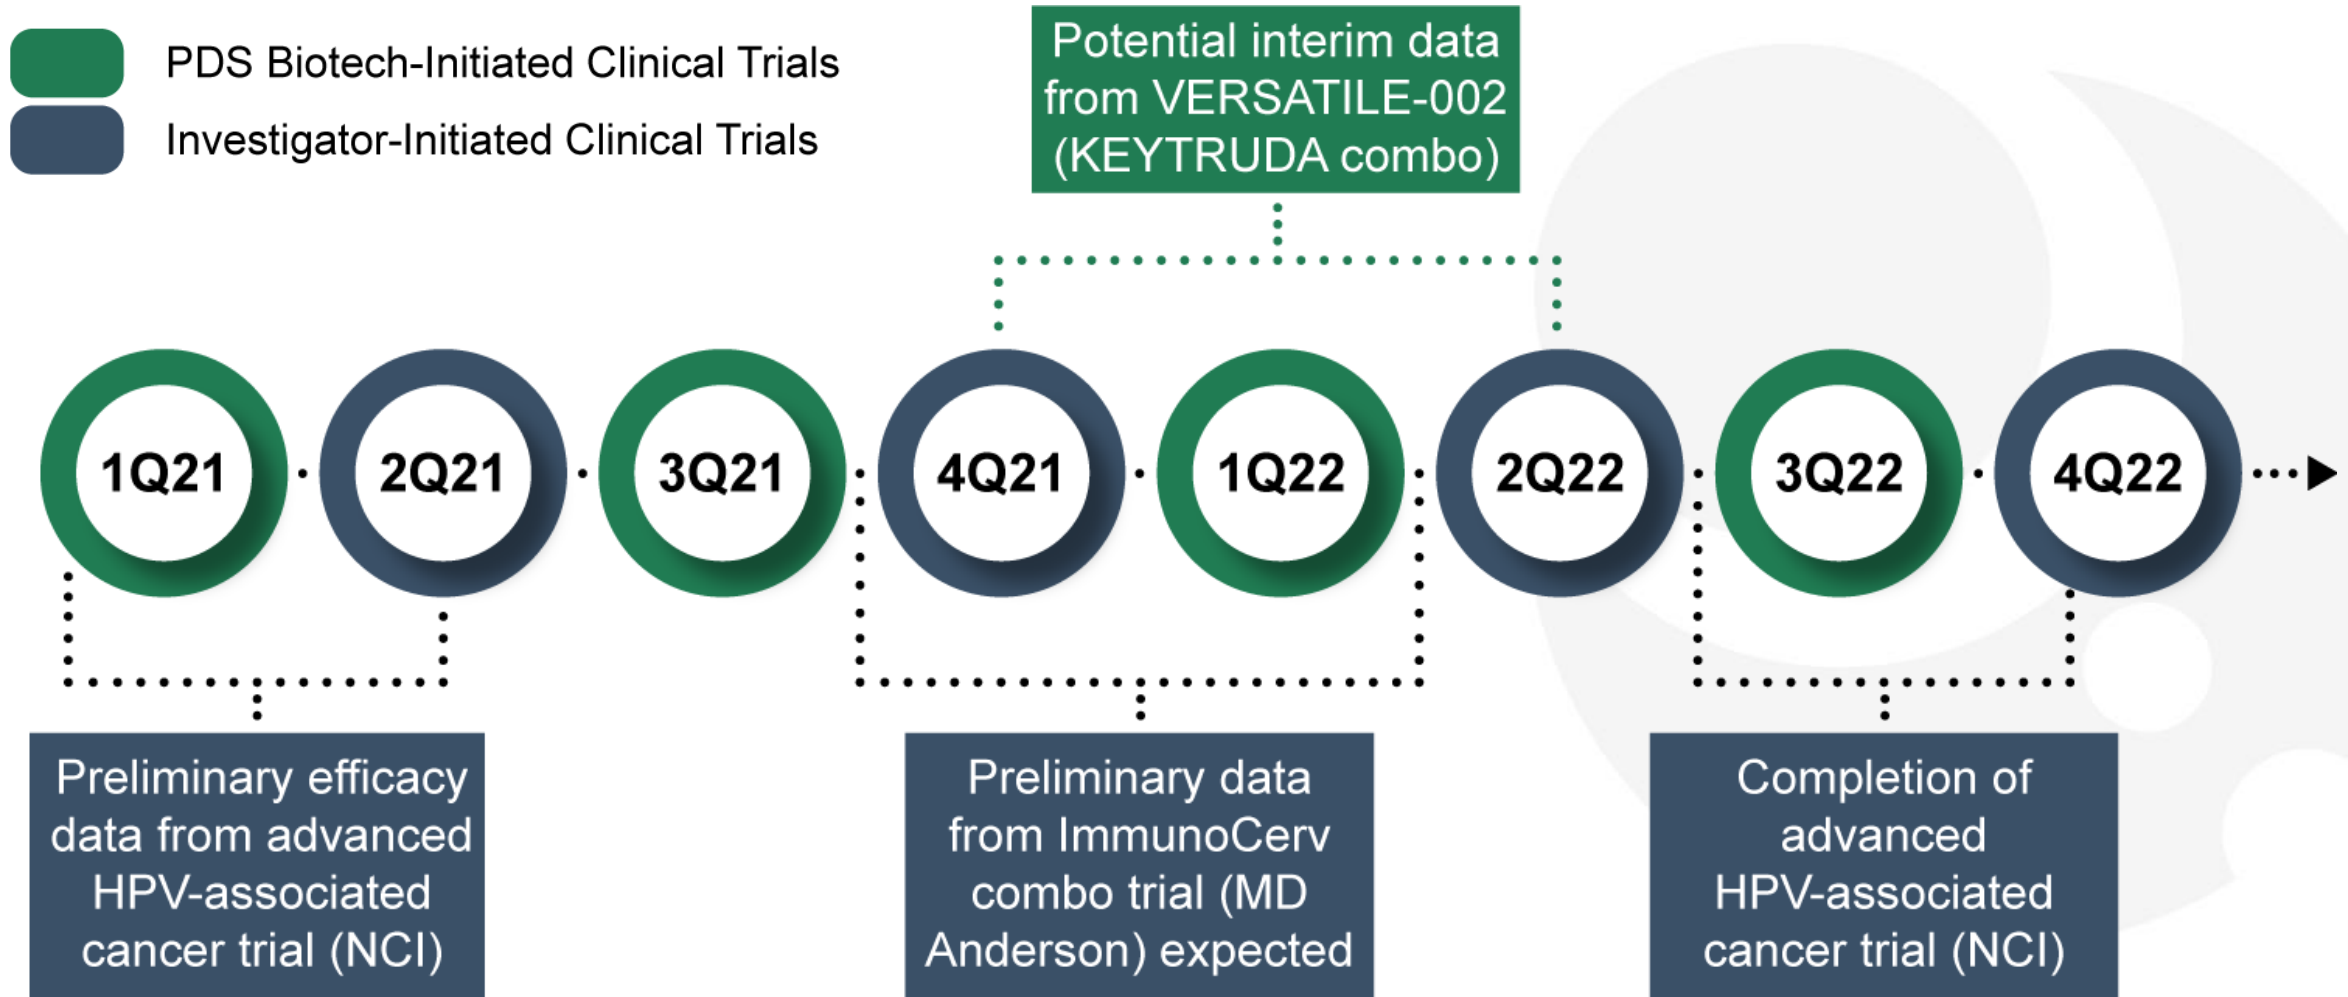 PDS Biotech-Initiated Clinical Trials
Investigator-Initiated Clinical Trials
Potential interim data
from VERSATILE-002
(KEYTRUDA combo)
1Q21
2Q21
3Q21
4Q21
1Q22
2Q22
3Q22
4Q22
Preliminary efficacy
data from advanced
HPV-associated
cancer trial (NCI)
Preliminary data
from ImmunoCerv
combo trial (MD
Anderson) expected
Completion of
advanced
HPV-associated
cancer trial (NCI)